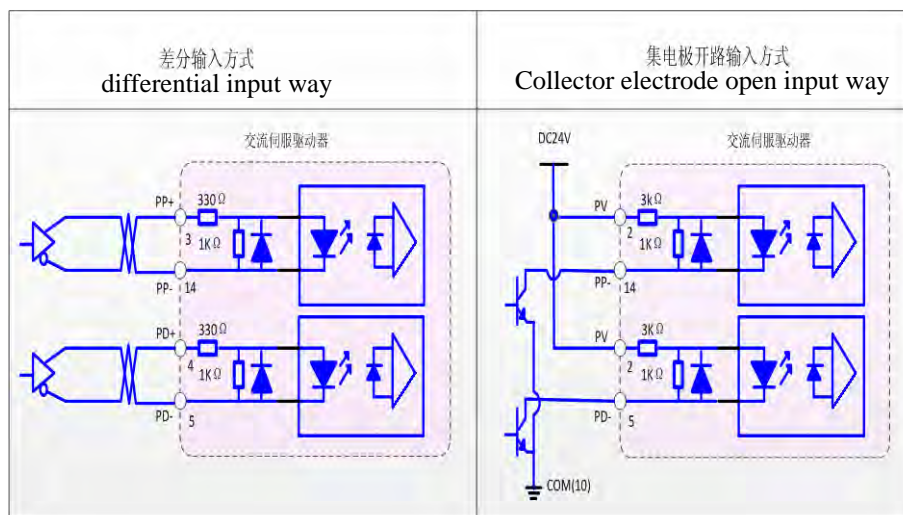 差分输入方式
differential input way
集电极开路输入方式
Collector electrode open input way
交流伺服驱动器
PP+
330Ω
3
1KΩ
14
PP-
PD+
330Ω
4
1KΩ
PD-
5
交流伺服驱动器
DC24V
PV
3kΩ
2
1KΩ
PP-
14
PV
3KΩ
2
1KΩ
PD-
5
COM(10)